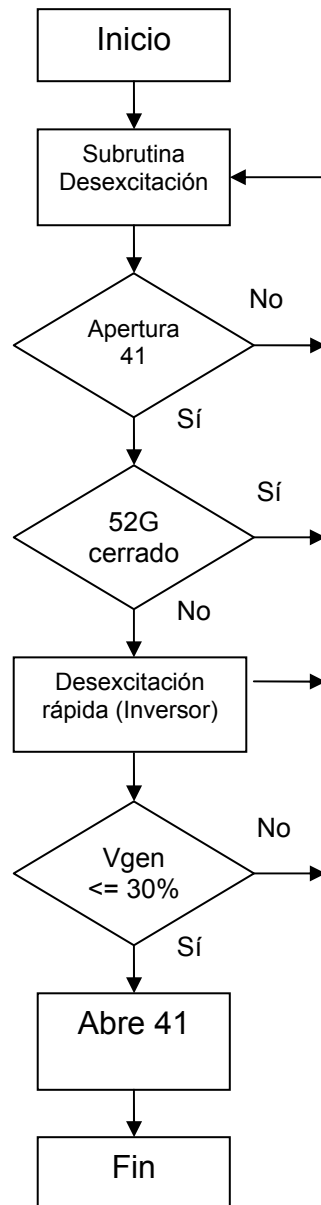 Inicio
Subrutina
Desexcitación
No
Apertura
41
Sí
Sí
52G
cerrado
No
Desexcitación
rápida (Inversor)
No
Vgen
<= 30%
Sí
Abre 41
Fin